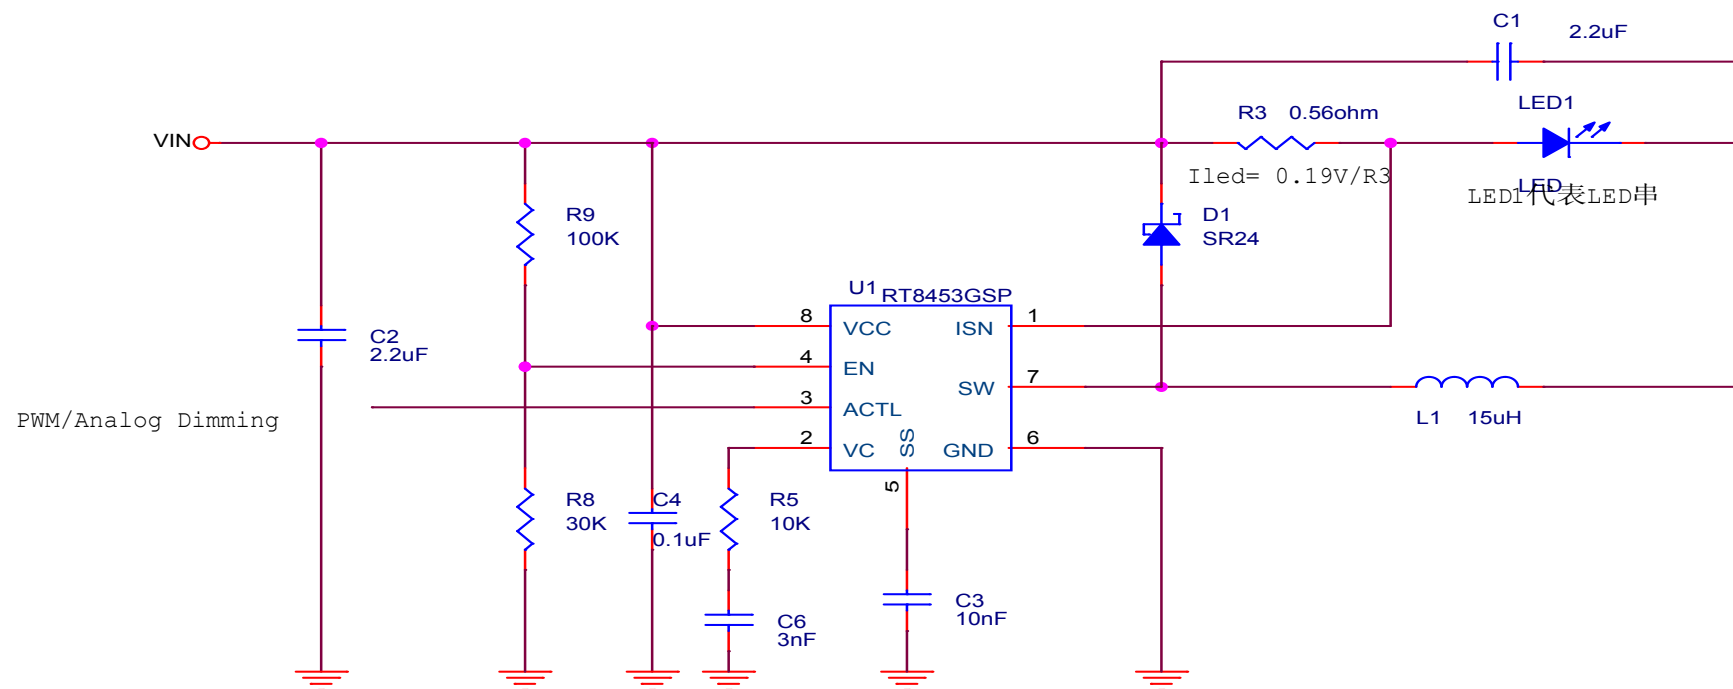 C1
2.2uF
LED1
R3
0.56ohm
VIN
Iled= 0.19V/R3
LED
LED1代表LED串
R9
100K
D1
SR24
U1
RT8453GSP
8
VCC
ISN
1
C2
2.2uF
4
EN
SW
7
PWM/Analog Dimming
3
ACTL
L1
15uH
2
VC
SS
GND
6
5
R8
30K
C4
0.1uF
R5
10K
C3
10nF
C6
3nF